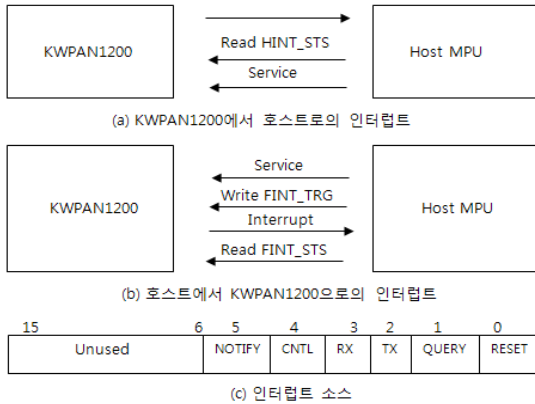 KWPAN1200
Read HINT_STS
Service
Host MPU
(a) KWPAN1200에서 호스트로의 인터럽트
KWPAN1200
Service
Write FINT_TRG
Interrupt
Read FINT_STS
Host MPU
(b) 호스트에서 KWPAN1200으로의 인터럽트
15 6 5 4 3 2 1 0
Unused NOTIFY CNTL RX TX QUERY RESET
(c) 인터럽트 소스